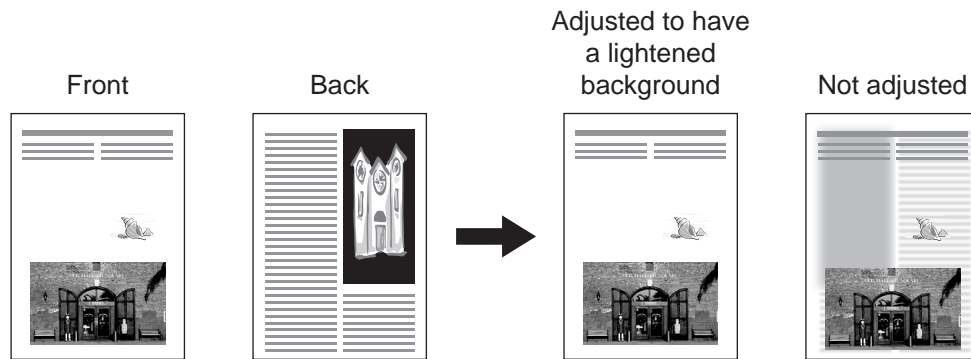 Adjusted to have
a lightened
background
Front
Back
Not adjusted